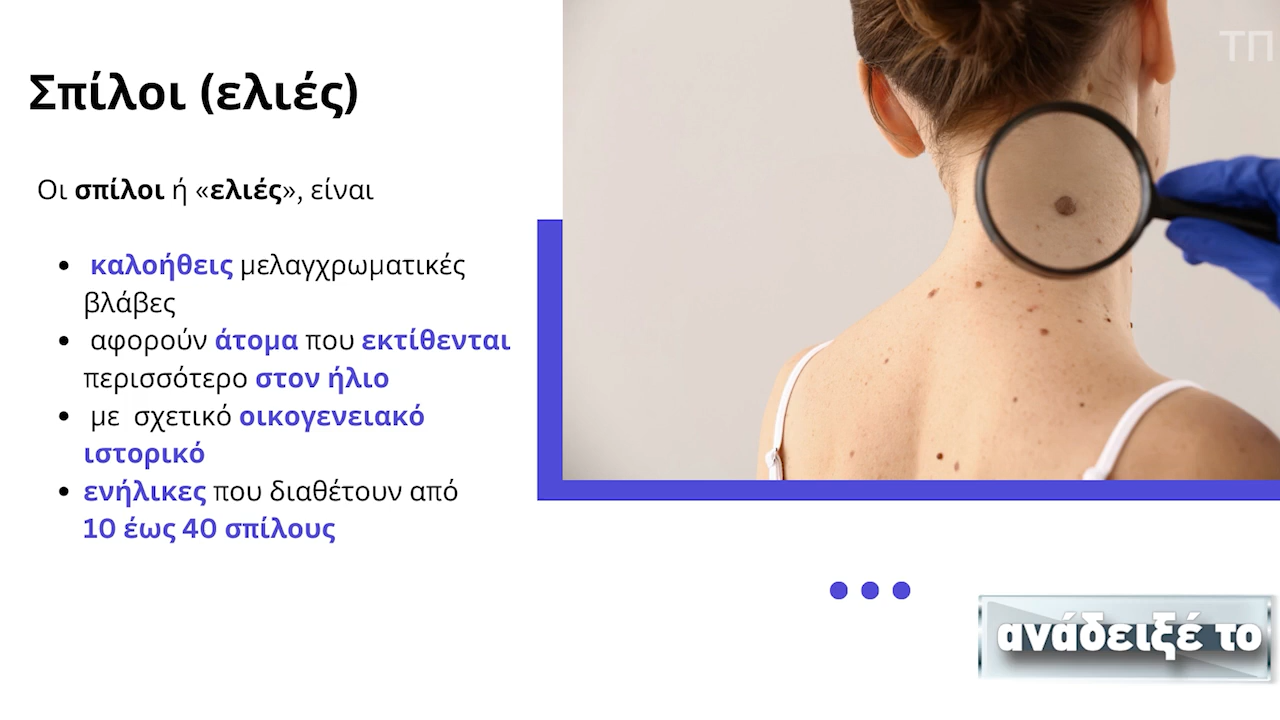 Σπίλοι (ελιές)
Οι σπίλοι ή «ελιές», είναι
• καλοήθεις μελαγχρωματικές
βλάβες
• αφορούν άτομα που εκτίθενται
περισσότερο στον ήλιο
• με σχετικό οικογενειακό
ιστορικό
• ενήλικες που διαθέτουν από
10 έως 40 σπίλους
ΤΠ
ανάδειξέ το